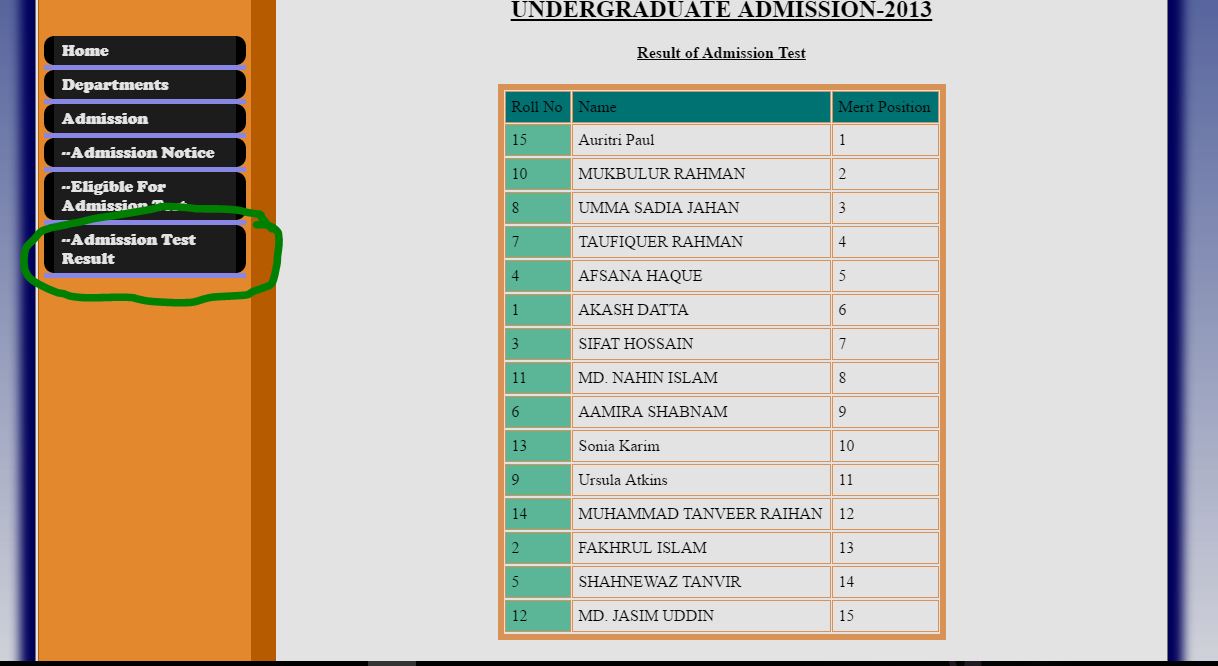 UNDERGRADUATE ADMISSION-2013
Result of Admission Test
Home
Departments
Admission
--Admission Notice
--Eligible For
Admission Test
--Admission Test
Result
Roll No Name Merit Position
15 Auritri Paul 1
10 MUKBULUR RAHMAN 2
8 UMMA SADIA JAHAN 3
7 TAUFIQUER RAHMAN 4
4 AFSANA HAQUE 5
1 AKASH DATTA 6
3 SIFAT HOSSAIN 7
11 MD. NAHIN ISLAM 8
6 AAMIRA SHABNAM 9
13 Sonia Karim 10
9 Ursula Atkins 11
14 MUHAMMAD TANVEER RAIHAN 12
2 FAKHRUL ISLAM 13
5 SHAHNEWAZ TANVIR 14
12 MD. JASIM UDDIN 15